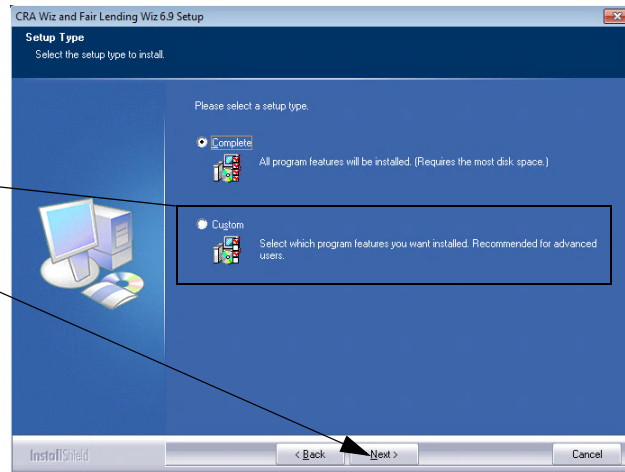 CRA Wiz and Fair Lending Wiz 6.9 Setup
Setup Type
Select the setup type to install.
Please select a setup type.
Complete
All program features will be installed. (Requires the most disk space.)
Custom
Select which program features you want installed. Recommended for advanced
users.
InstallShield
< Back
Next >
Cancel